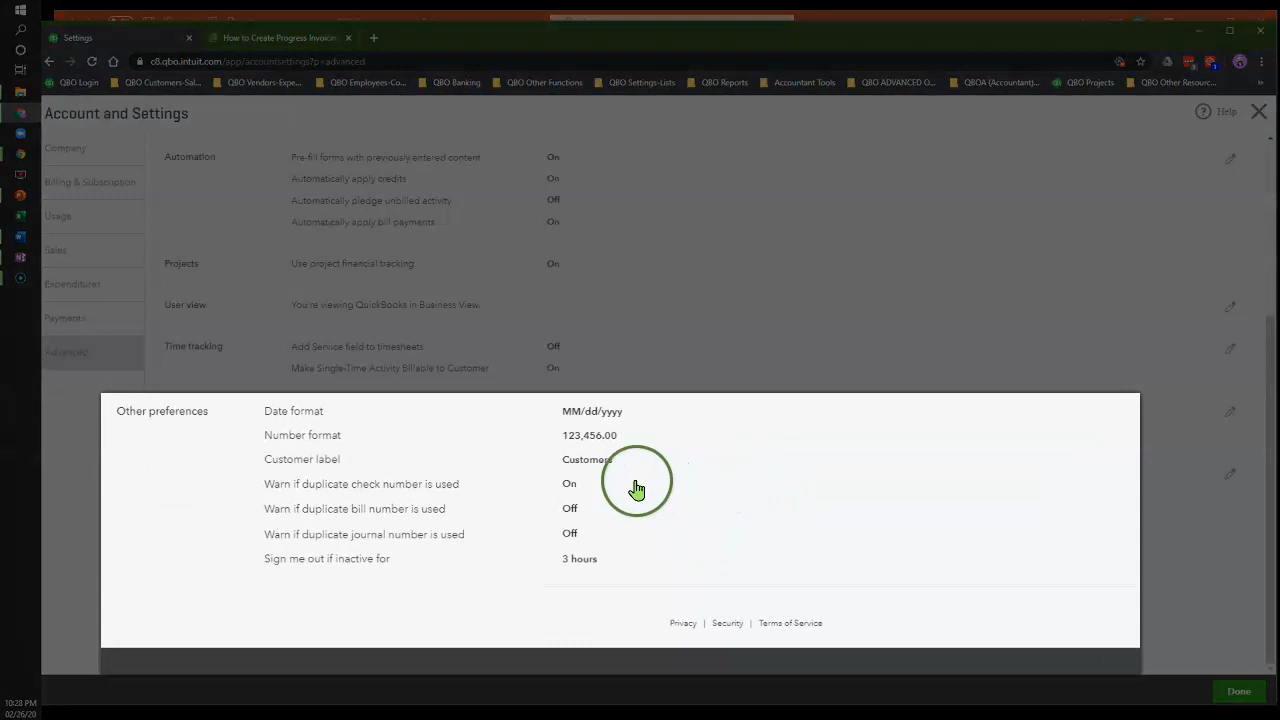 Settings
How to Create Progress Invoicin
c8.qbo.intuit.com/app/accountsettings?p=advanced
QBO Login QBO Customers-Sal... QBO Vendors-Expe... QBO Employees-Co... QBO Banking QBO Other Functions QBO Settings-Lists QBO Reports Accountant Tools QBO ADVANCED O... QBOA (Accountant)... QBO Projects QBO Other Resourc...
Account and Settings
Help
Company
Billing & Subscription
Usage
Sales
Expenditures
Payments
Advanced
Automation Pre-fill forms with previously entered content On
Automatically apply credits On
Automatically pledge unbilled activity Off
Automatically apply bill payments On
Projects Use project financial tracking On
User view You're viewing QuickBooks in Business View.
Time tracking Add Service field to timesheets Off
Make Single-Time Activity Billable to Customer On
Other preferences Date format MM/dd/yyyy
Number format 123,456.00
Customer label Customers
Warn if duplicate check number is used On
Warn if duplicate bill number is used Off
Warn if duplicate journal number is used Off
Sign me out if inactive for 3 hours
Privacy | Security | Terms of Service
Done
10:28 PM
02/26/20